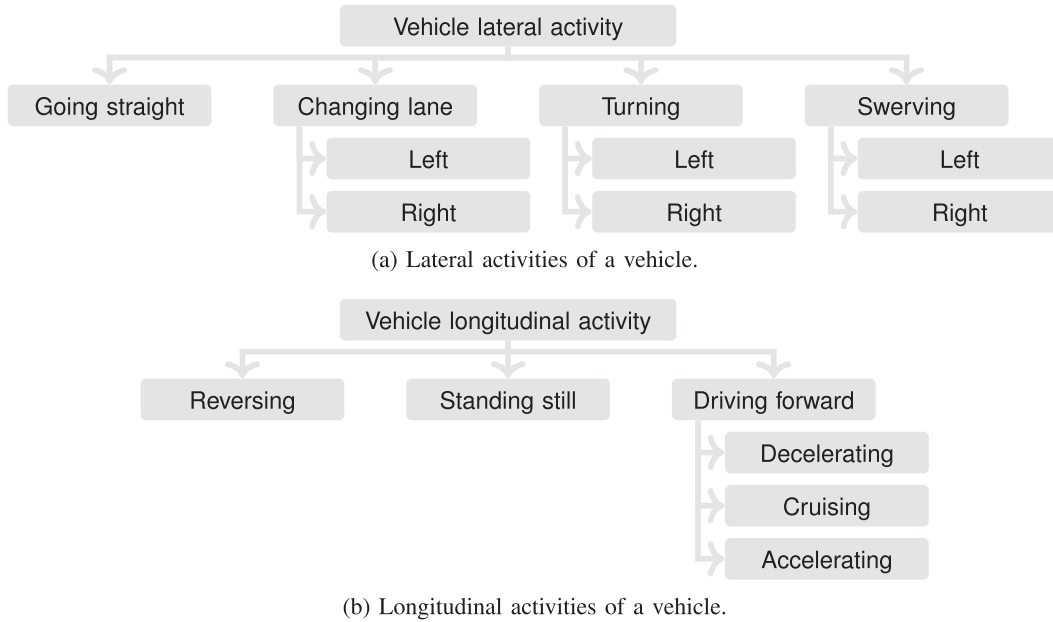 Vehicle lateral activity
Going straight
Changing lane
Turning
Swerving
Left
Left
Left
Right
Right
Right
(a) Lateral activities of a vehicle.
Vehicle longitudinal activity
Reversing
Standing still
Driving forward
Decelerating
Cruising
Accelerating
(b) Longitudinal activities of a vehicle.